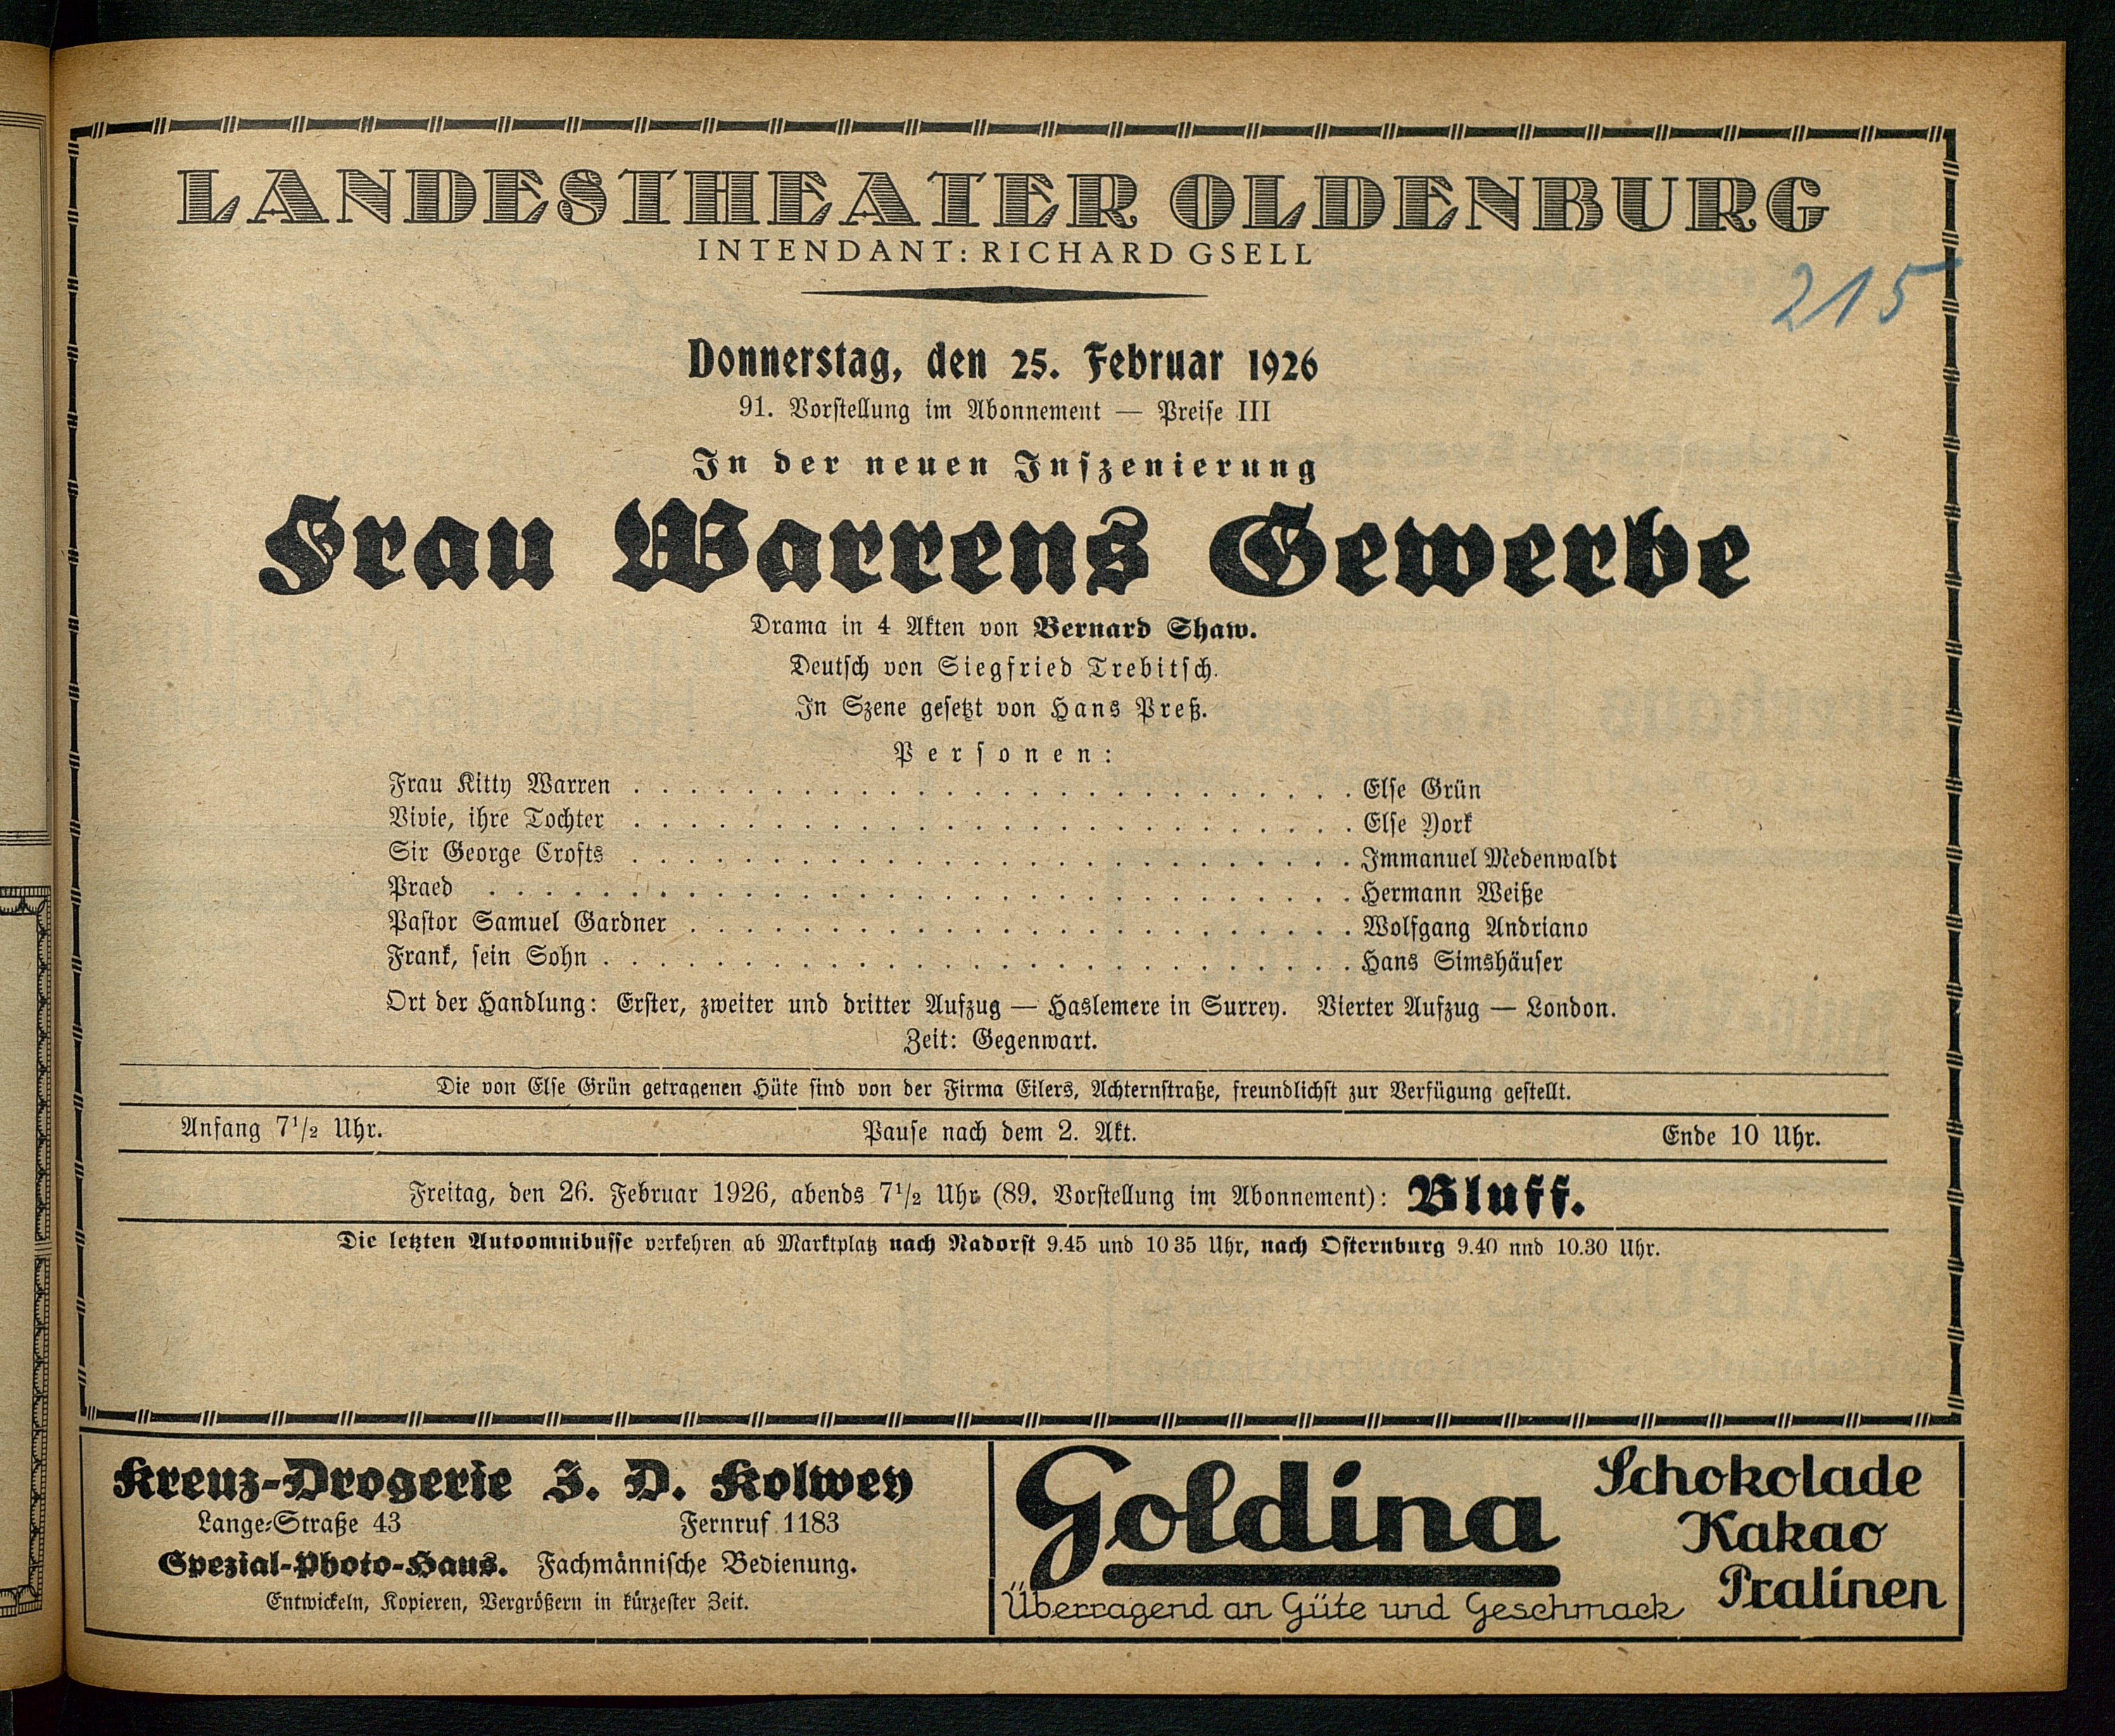 LANDESTHEATER OLDENBURG
INTENDANT: RICHARD GSELL
215
Donnerstag, den 25. Februar 1926
91. Vorstellung im Abonnement — Preise III
In der neuen Inszenierung
Frau Warrens Gewerbe
Drama in 4 Akten von Bernard Shaw.
Deutsch von Siegfried Trebitsch.
In Szene gesetzt von Hans Preß.
Personen:
Frau Kitty Warren . . . . . . . . . . . . . . . . . . . . . . . . . . Else Grün
Vivie, ihre Tochter . . . . . . . . . . . . . . . . . . . . . . . . . . Else York
Sir George Crofts . . . . . . . . . . . . . . . . . . . . . . . . . . Immanuel Medenwaldt
Praed . . . . . . . . . . . . . . . . . . . . . . . . . . . . . . . Hermann Weiße
Pastor Samuel Gardner . . . . . . . . . . . . . . . . . . . . . . . . Wolfgang Andriano
Frank, sein Sohn . . . . . . . . . . . . . . . . . . . . . . . . . . . Hans Simshäuser
Ort der Handlung: Erster, zweiter und dritter Aufzug — Haslemere in Surrey. Vierter Aufzug — London.
Zeit: Gegenwart.
Die von Else Grün getragenen Hüte sind von der Firma Eilers, Achternstraße, freundlichst zur Verfügung gestellt.
Anfang 7 1/2 Uhr. Pause nach dem 2. Akt. Ende 10 Uhr.
Freitag, den 26. Februar 1926, abends 7 1/2 Uhr (89. Vorstellung im Abonnement): Bluff.
Die letzten Autoomnibusse verkehren ab Marktplatz nach Nadorst 9.45 und 10 35 Uhr, nach Osternburg 9.40 nnd 10.30 Uhr.
Kreuz-Drogerie J. D. Kolwey
Lange-Straße 43 Fernruf 1183
Spezial-Photo-Haus. Fachmännische Bedienung.
Entwickeln, Kopieren, Vergrößern in kürzester Zeit.
Goldina
Schokolade
Kakao
Pralinen
Überragend an Güte und Geschmack